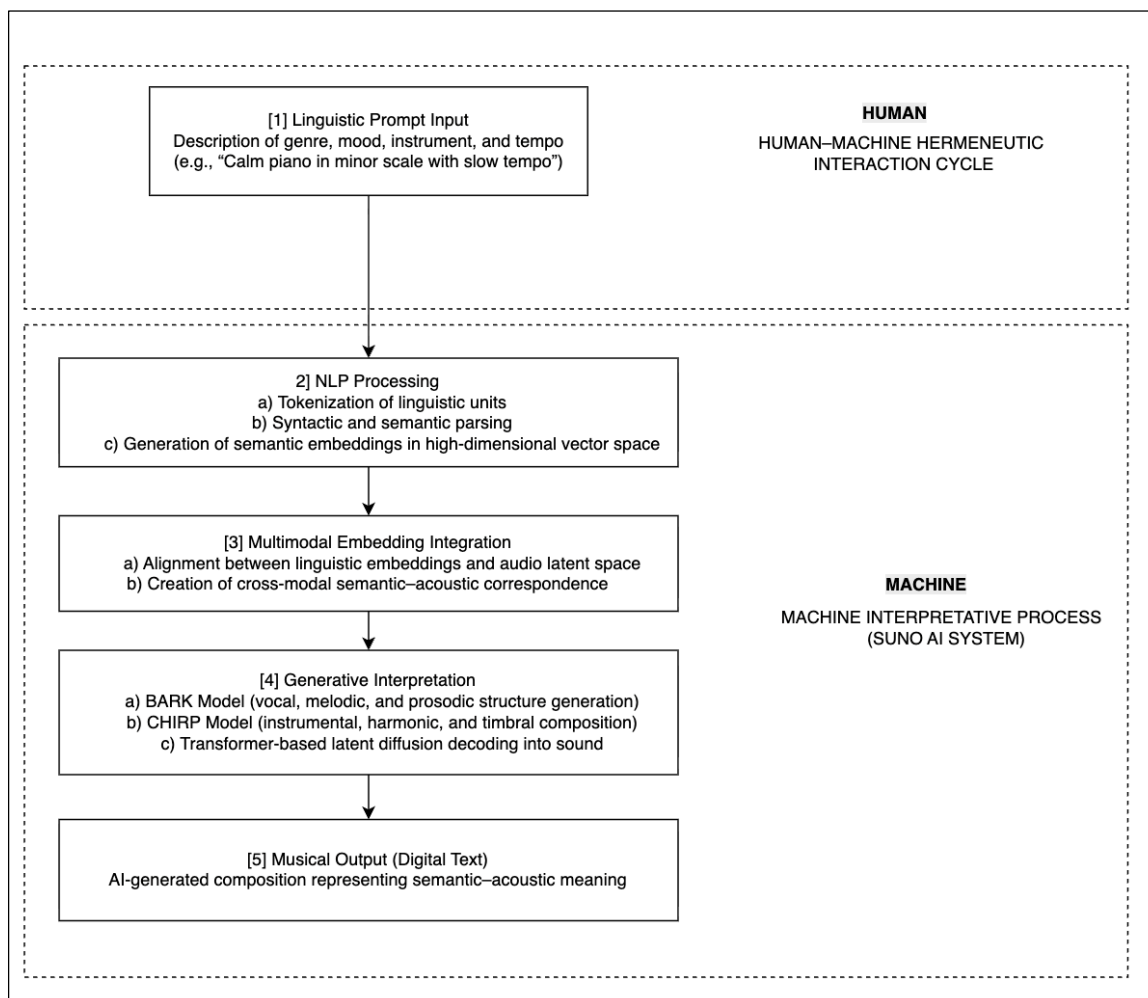 [1] Linguistic Prompt Input
Description of genre, mood, instrument, and tempo
(e.g., “Calm piano in minor scale with slow tempo”)
HUMAN
HUMAN–MACHINE HERMENEUTIC
INTERACTION CYCLE
2] NLP Processing
a) Tokenization of linguistic units
b) Syntactic and semantic parsing
c) Generation of semantic embeddings in high-dimensional vector space
[3] Multimodal Embedding Integration
a) Alignment between linguistic embeddings and audio latent space
b) Creation of cross-modal semantic–acoustic correspondence
MACHINE
MACHINE INTERPRETATIVE PROCESS
(SUNO AI SYSTEM)
[4] Generative Interpretation
a) BARK Model (vocal, melodic, and prosodic structure generation)
b) CHIRP Model (instrumental, harmonic, and timbral composition)
c) Transformer-based latent diffusion decoding into sound
[5] Musical Output (Digital Text)
AI-generated composition representing semantic–acoustic meaning